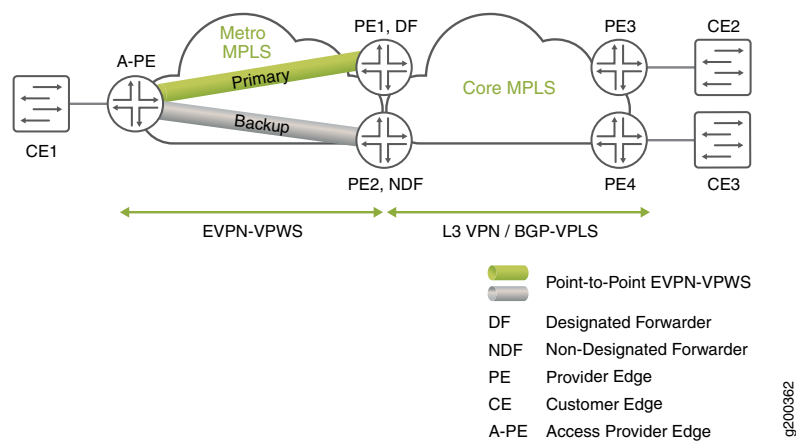 Metro
MPLS
PE1, DF
PE3
CE2
A-PE
Primary
Core MPLS
Backup
CE1
PE2, NDF
PE4
CE3
EVPN-VPWS
L3 VPN / BGP-VPLS
Point-to-Point EVPN-VPWS
DF Designated Forwarder
NDF Non-Designated Forwarder
PE Provider Edge
CE Customer Edge
A-PE Access Provider Edge
g200362